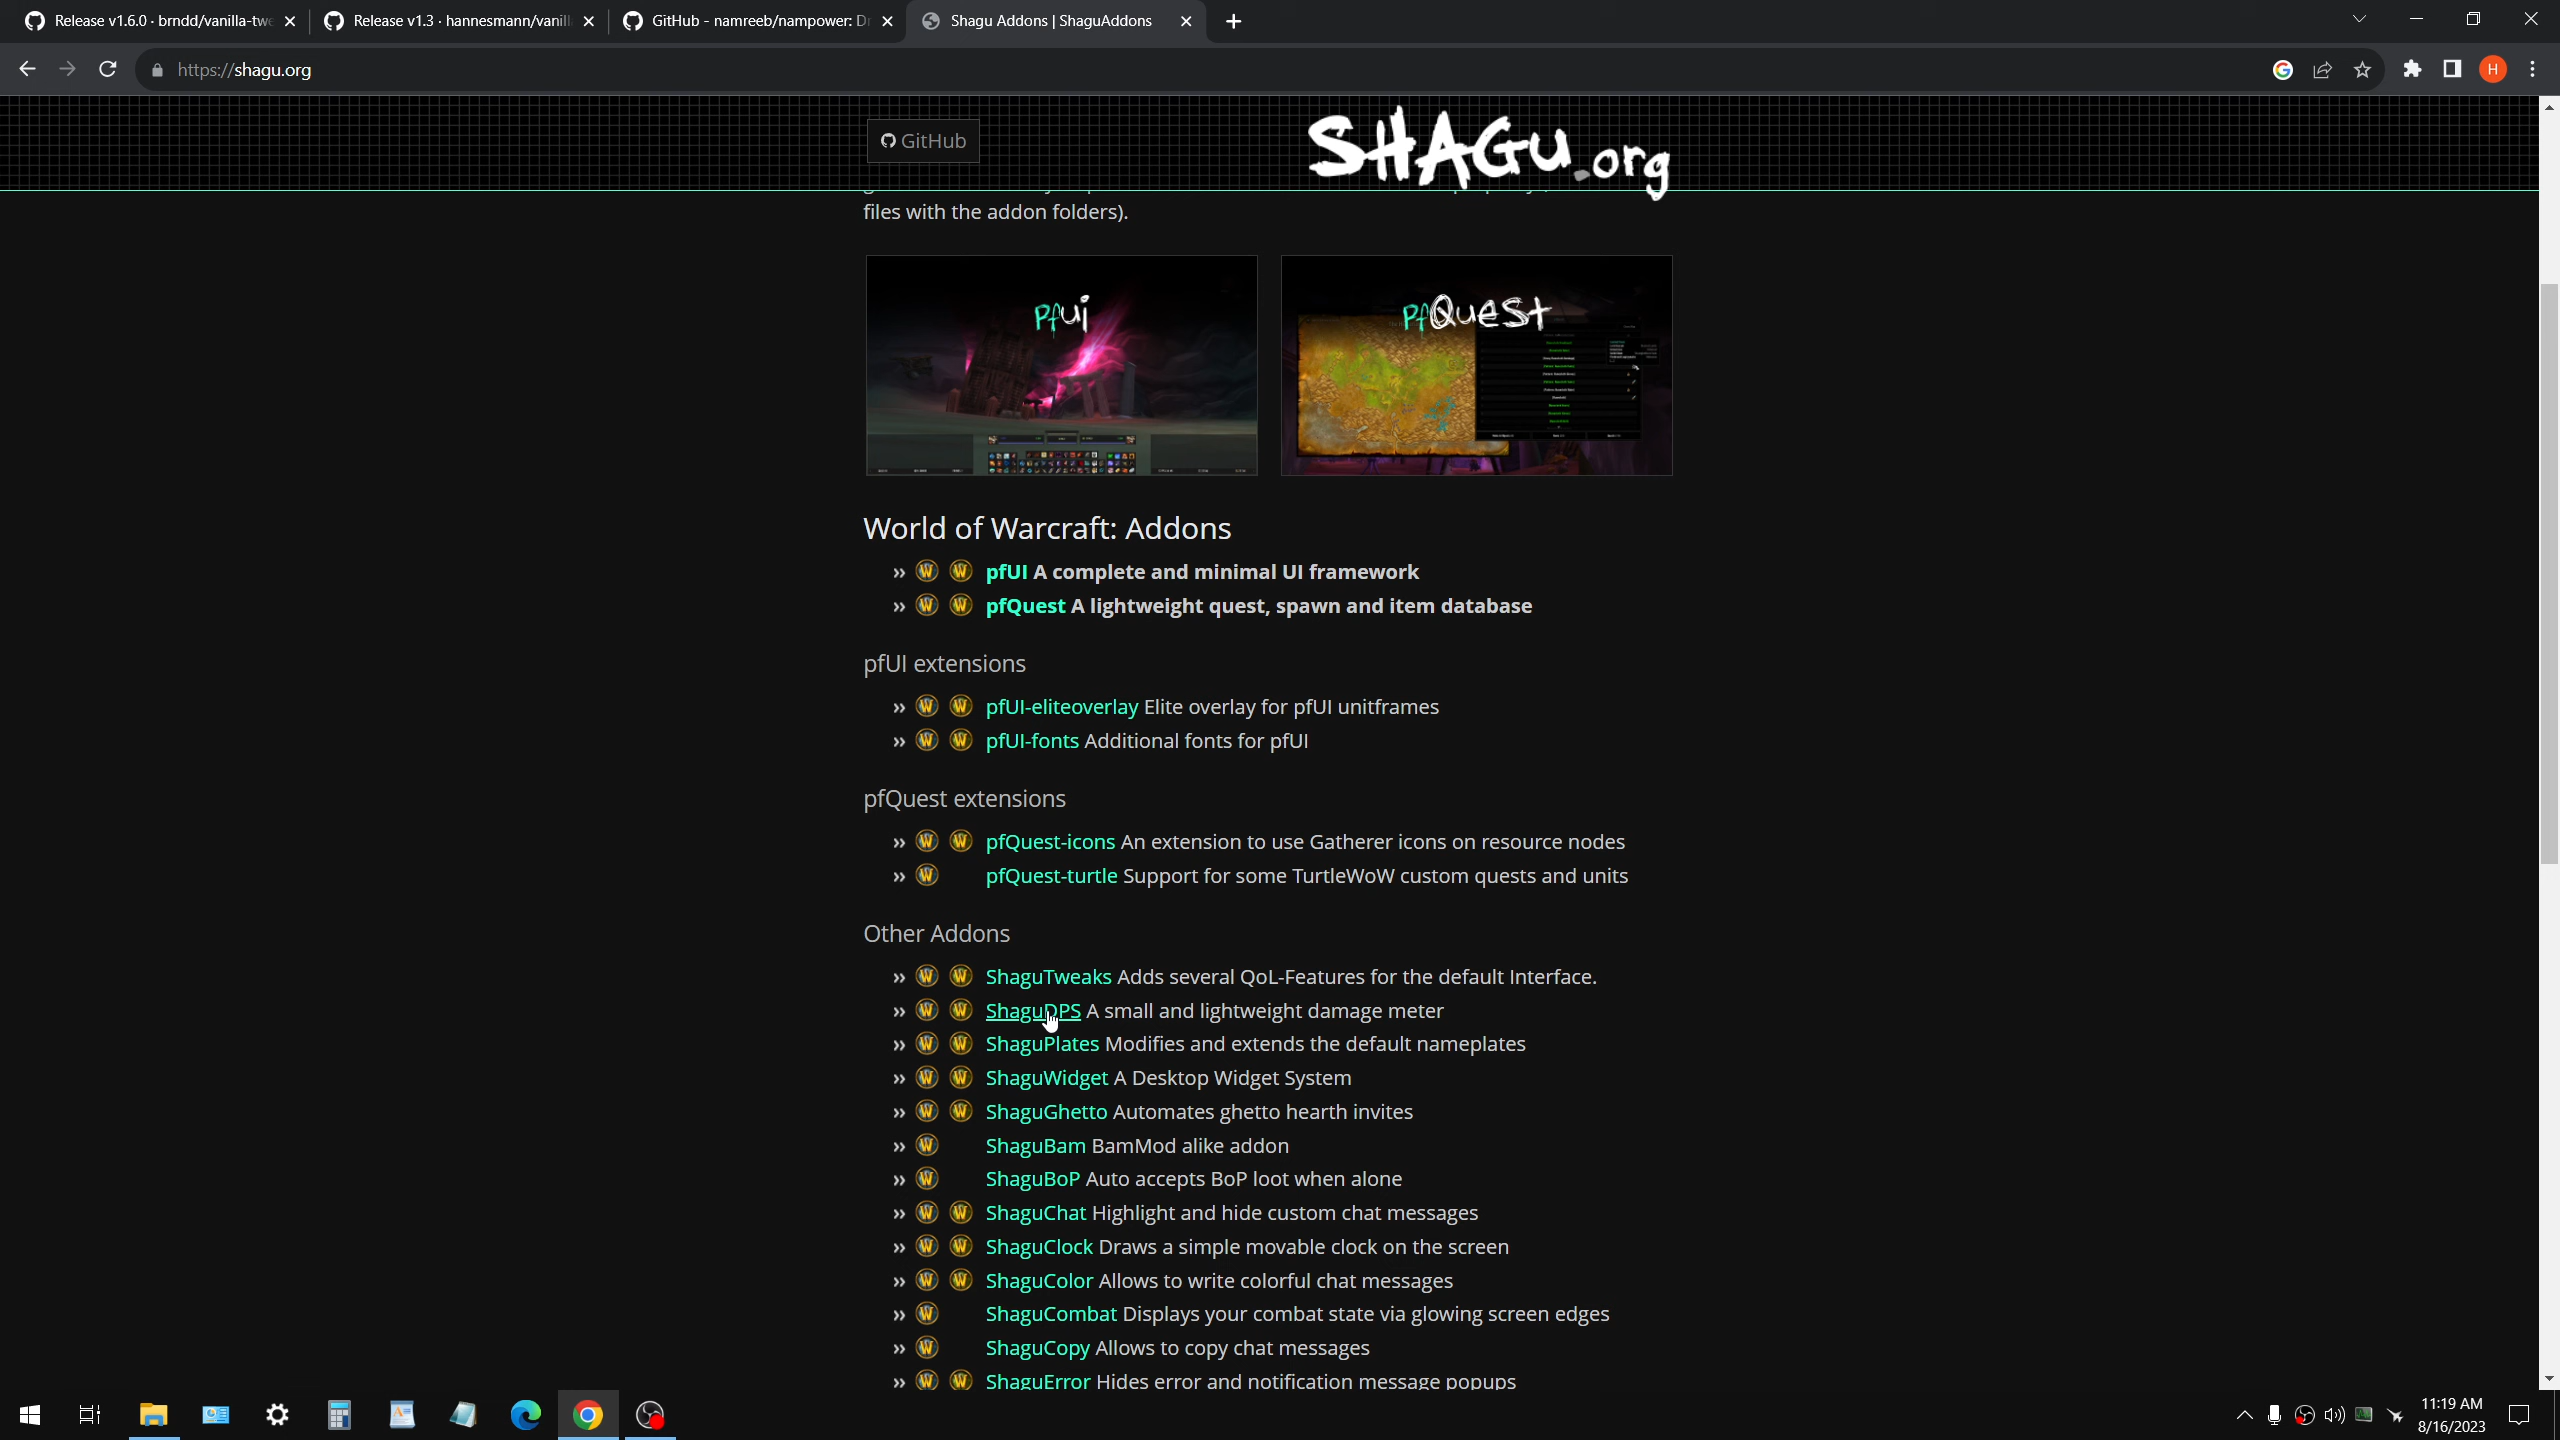 Release v1.6.0 · brndd/vanilla-twe
Release v1.3 · hannesmann/vanill
GitHub - namreeb/nampower: Dr
Shagu Addons | ShaguAddons
https://shagu.org
H
GitHub
SHAGU.org
files with the addon folders).
pfUI
pfQuest
World of Warcraft: Addons
» pfUI A complete and minimal UI framework
» pfQuest A lightweight quest, spawn and item database
pfUI extensions
» pfUI-eliteoverlay Elite overlay for pfUI unitframes
» pfUI-fonts Additional fonts for pfUI
pfQuest extensions
» pfQuest-icons An extension to use Gatherer icons on resource nodes
» pfQuest-turtle Support for some TurtleWoW custom quests and units
Other Addons
» ShaguTweaks Adds several QoL-Features for the default Interface.
» ShaguDPS A small and lightweight damage meter
» ShaguPlates Modifies and extends the default nameplates
» ShaguWidget A Desktop Widget System
» ShaguGhetto Automates ghetto hearth invites
» ShaguBam BamMod alike addon
» ShaguBoP Auto accepts BoP loot when alone
» ShaguChat Highlight and hide custom chat messages
» ShaguClock Draws a simple movable clock on the screen
» ShaguColor Allows to write colorful chat messages
» ShaguCombat Displays your combat state via glowing screen edges
» ShaguCopy Allows to copy chat messages
» ShaguError Hides error and notification message popups
11:19 AM
8/16/2023